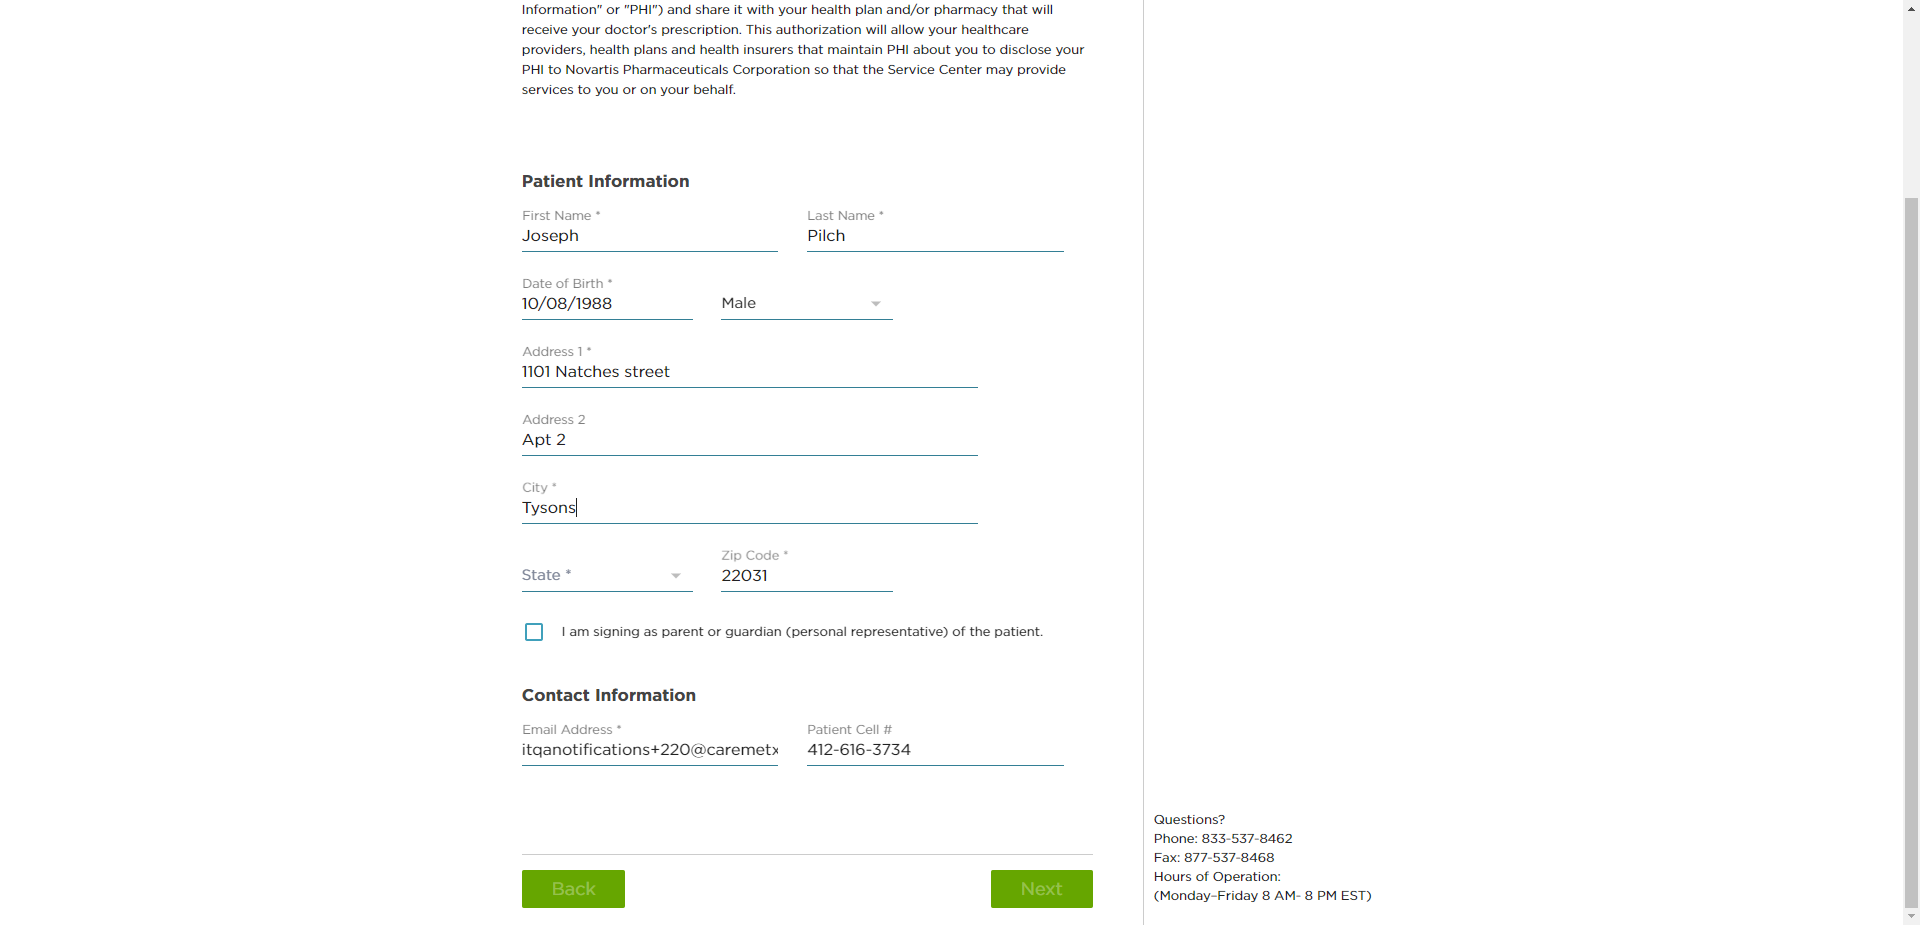 Information" or "PHI") and share it with your health plan and/or pharmacy that will
receive your doctor's prescription. This authorization will allow your healthcare
providers, health plans and health insurers that maintain PHI about you to disclose your
PHI to Novartis Pharmaceuticals Corporation so that the Service Center may provide
services to you or on your behalf.
Patient Information
First Name * Last Name *
Joseph Pilch
Date of Birth *
10/08/1988 Male
Address 1 *
1101 Natches street
Address 2
Apt 2
City *
Tysons
Zip Code *
State * 22031
I am signing as parent or guardian (personal representative) of the patient.
Contact Information
Email Address * Patient Cell #
itqanotifications+220@caremetx 412-616-3734
Back Next
Questions?
Phone: 833-537-8462
Fax: 877-537-8468
Hours of Operation:
(Monday–Friday 8 AM- 8 PM EST)